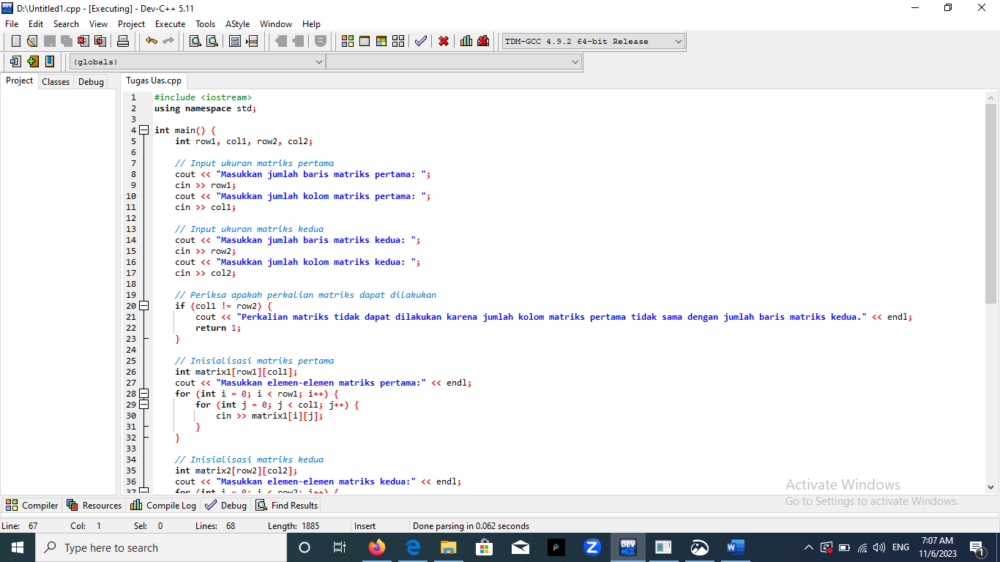 D:\Untitled1.cpp - [Executing] - Dev-C++ 5.11
File Edit Search View Project Execute Tools AStyle Window Help
TDM-GCC 4.9.2 64-bit Release
(globals)
Project Classes Debug
Tugas Uas.cpp
1 #include <iostream>
2 using namespace std;
3
4 int main() {
5 int row1, col1, row2, col2;
6
7 // Input ukuran matriks pertama
8 cout << "Masukkan jumlah baris matriks pertama: ";
9 cin >> row1;
10 cout << "Masukkan jumlah kolom matriks pertama: ";
11 cin >> col1;
12
13 // Input ukuran matriks kedua
14 cout << "Masukkan jumlah baris matriks kedua: ";
15 cin >> row2;
16 cout << "Masukkan jumlah kolom matriks kedua: ";
17 cin >> col2;
18
19 // Periksa apakah perkalian matriks dapat dilakukan
20 if (col1 != row2) {
21 cout << "Perkalian matriks tidak dapat dilakukan karena jumlah kolom matriks pertama tidak sama dengan jumlah baris matriks kedua." << endl;
22 return 1;
23 }
24
25 // Inisialisasi matriks pertama
26 int matrix1[row1][col1];
27 cout << "Masukkan elemen-elemen matriks pertama:" << endl;
28 for (int i = 0; i < row1; i++) {
29 for (int j = 0; j < col1; j++) {
30 cin >> matrix1[i][j];
31 }
32 }
33
34 // Inisialisasi matriks kedua
35 int matrix2[row2][col2];
36 cout << "Masukkan elemen-elemen matriks kedua:" << endl;
37 for (int i = 0; i < row2; i++) {
Activate Windows
Go to Settings to activate Windows.
Compiler Resources Compile Log Debug Find Results
Line: 67 Col: 1 Sel: 0 Lines: 68 Length: 1885 Insert Done parsing in 0.062 seconds
Type here to search
ENG
7:07 AM
11/6/2023
1